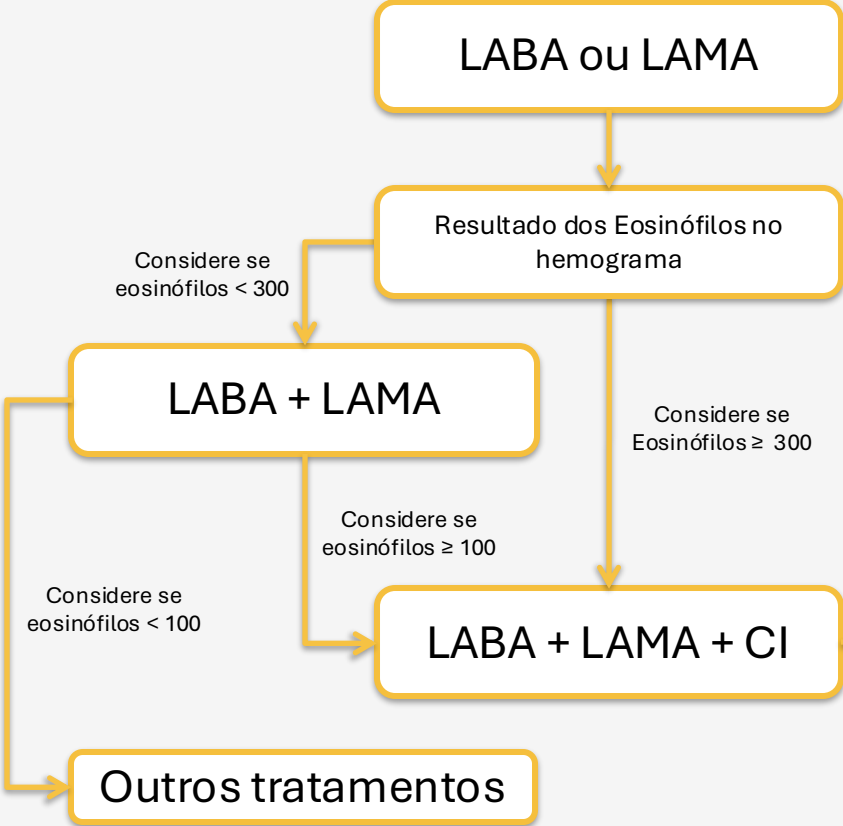 LABA ou LAMA
Resultado dos Eosinófilos no
hemograma
Considere se
eosinófilos < 300
LABA + LAMA
Considere se
Eosinófilos ≥ 300
Considere se
eosinófilos ≥ 100
Considere se
eosinófilos < 100
LABA + LAMA + CI
Outros tratamentos